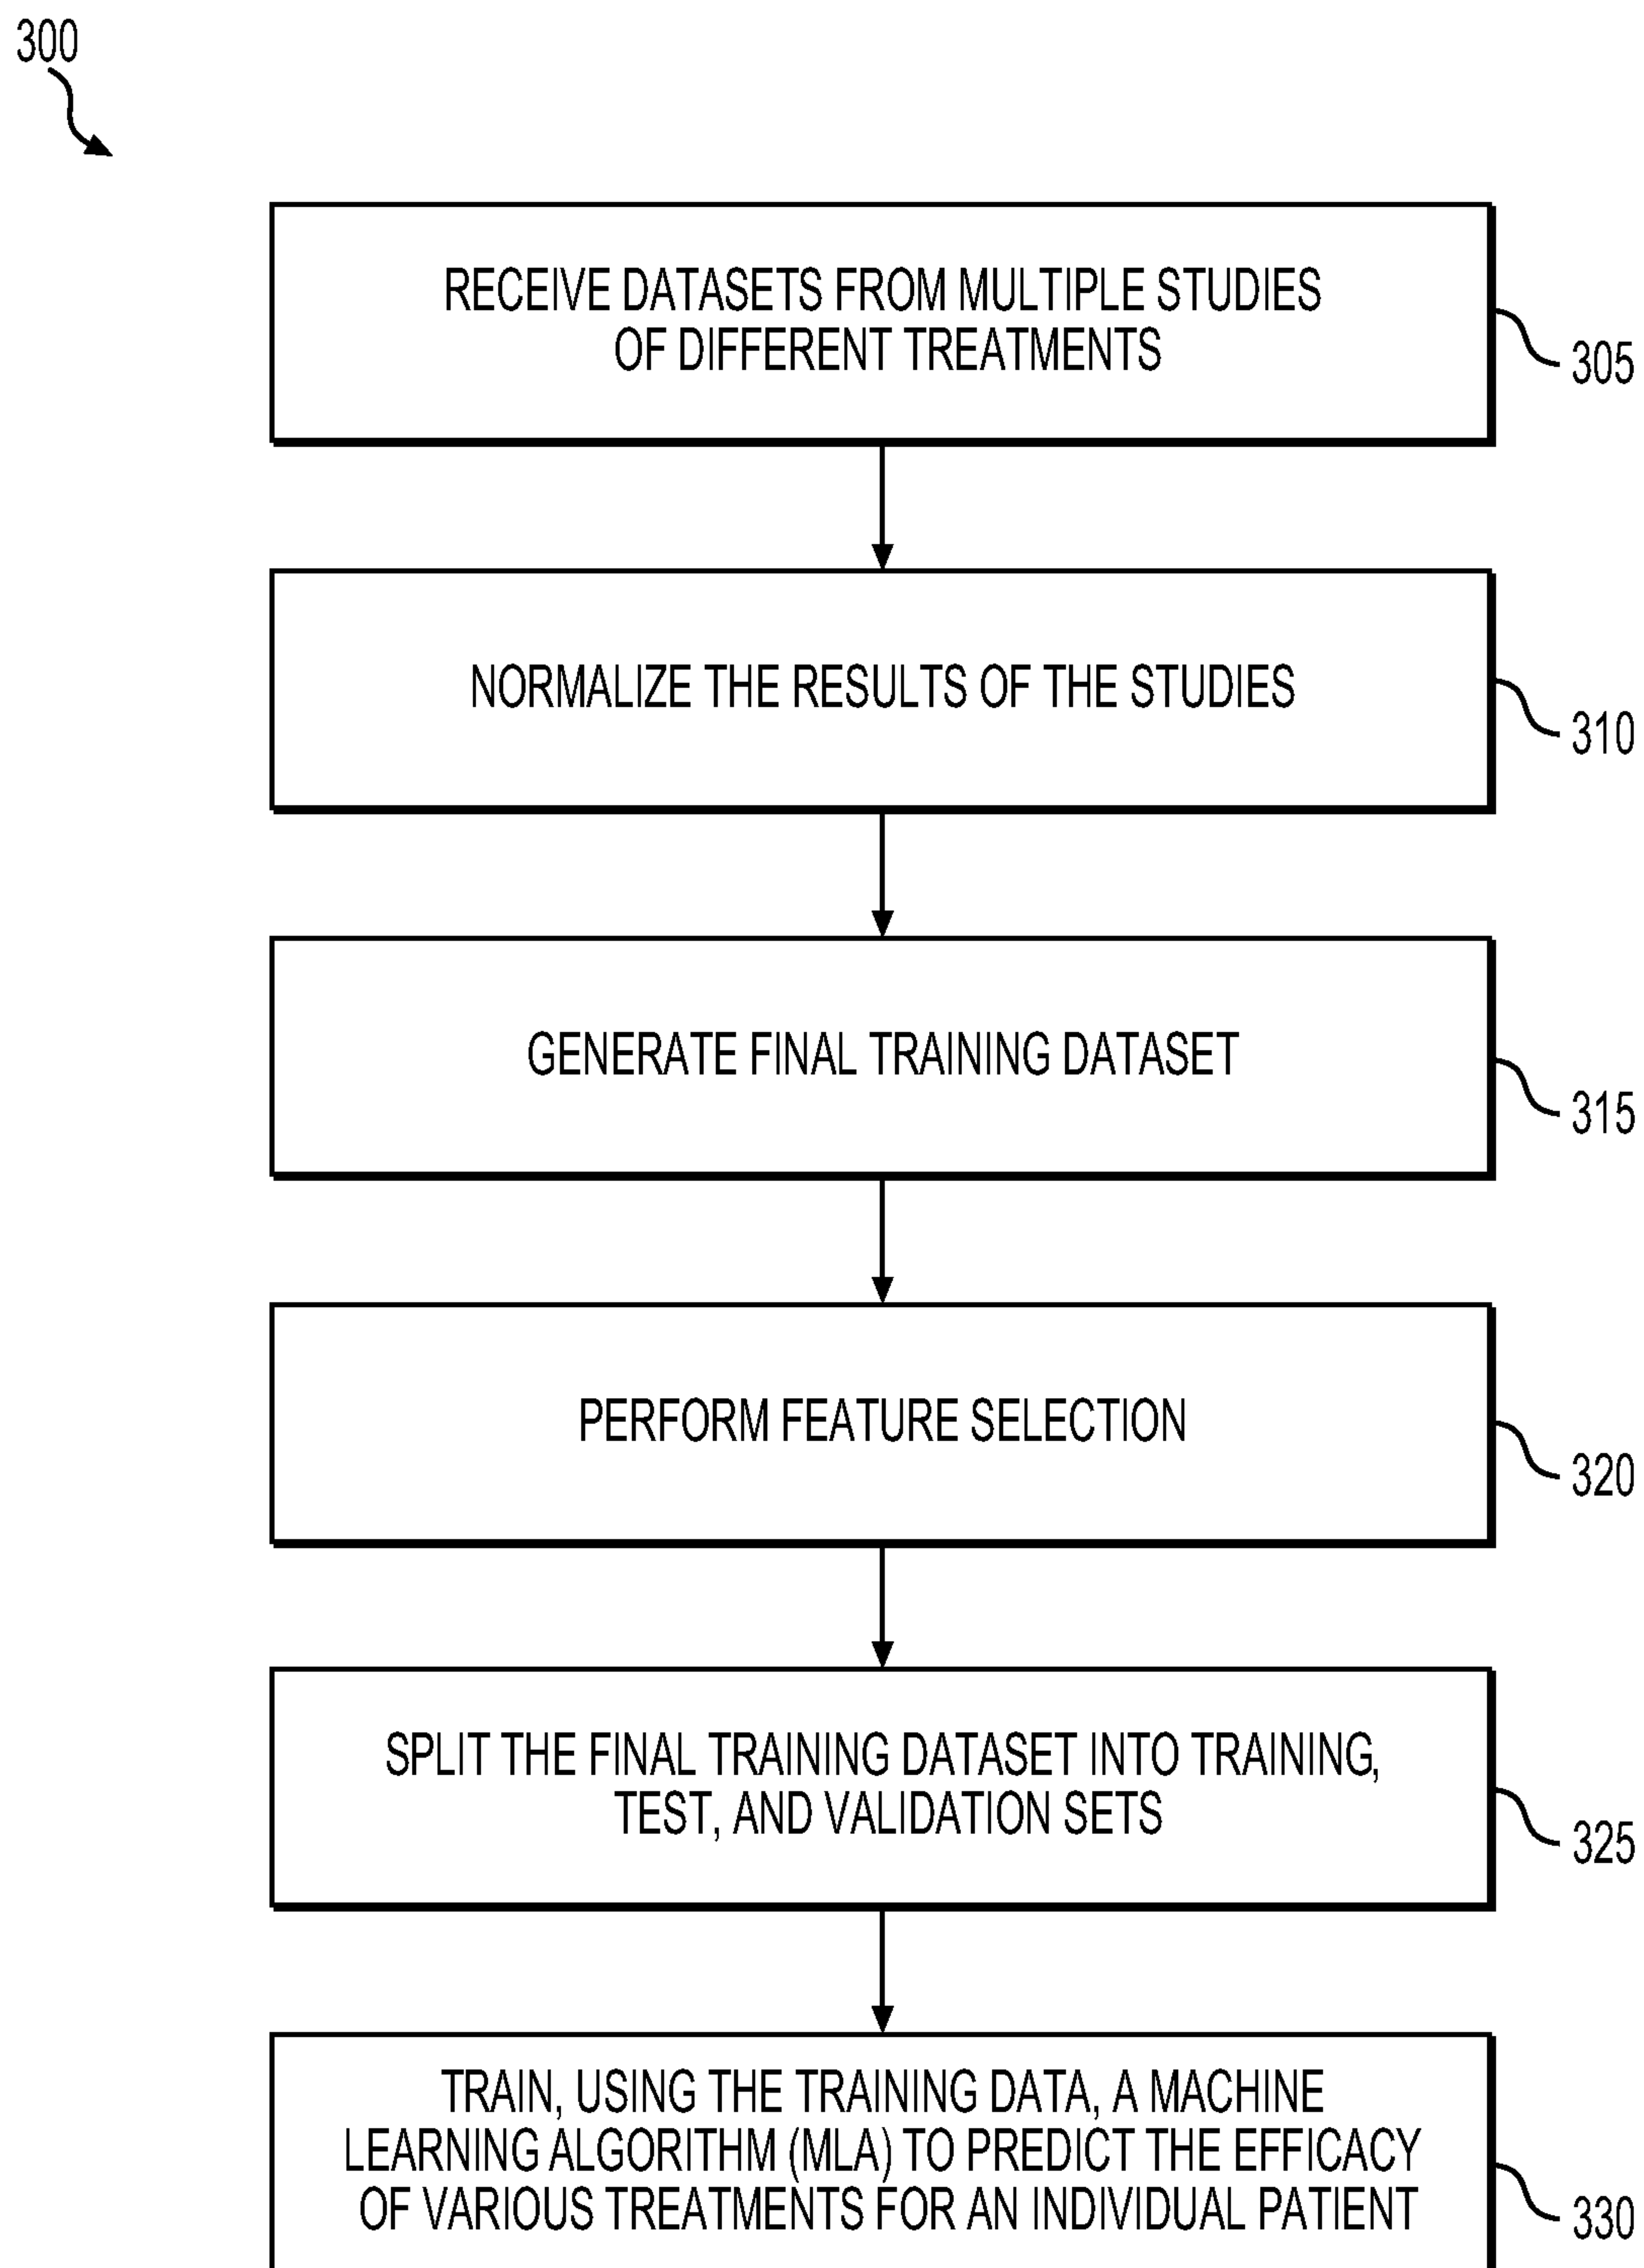 300
RECEIVE DATASETS FROM MULTIPLE STUDIES
OF DIFFERENT TREATMENTS
305
NORMALIZE THE RESULTS OF THE STUDIES
310
GENERATE FINAL TRAINING DATASET
315
PERFORM FEATURE SELECTION
320
SPLIT THE FINAL TRAINING DATASET INTO TRAINING,
TEST, AND VALIDATION SETS
325
TRAIN, USING THE TRAINING DATA, A MACHINE
LEARNING ALGORITHM (MLA) TO PREDICT THE EFFICACY
OF VARIOUS TREATMENTS FOR AN INDIVIDUAL PATIENT
330